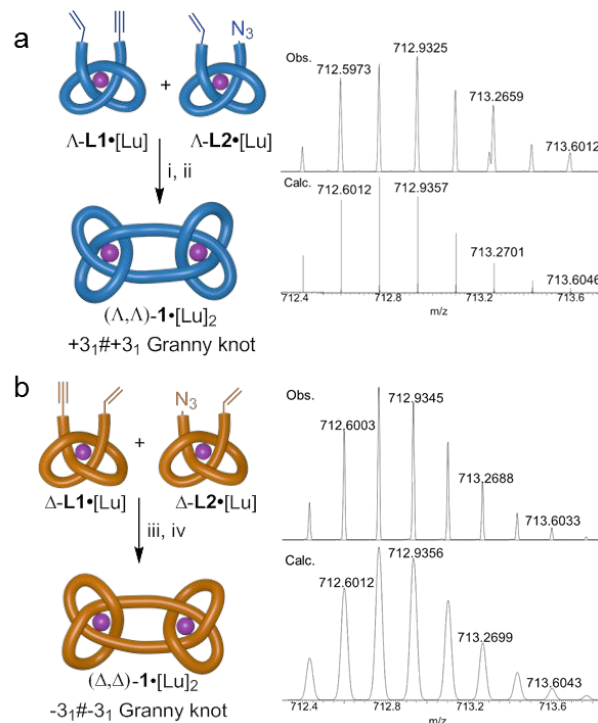 a
N₃
+
Λ-L1•[Lu] Λ-L2•[Lu]
i, ii
(Λ,Λ)-1•[Lu]₂
+3₁#+3₁ Granny knot
Obs.
712.5973
712.9325
713.2659
713.6012
Calc.
712.6012
712.9357
713.2701
713.6046
712.4 712.8 713.2 713.6
m/z
b
N₃
+
Δ-L1•[Lu] Δ-L2•[Lu]
iii, iv
(Δ,Δ)-1•[Lu]₂
-3₁#-3₁ Granny knot
Obs.
712.6003
712.9345
713.2688
713.6033
Calc.
712.6012
712.9356
713.2699
713.6043
712.4 712.8 713.2 713.6
m/z